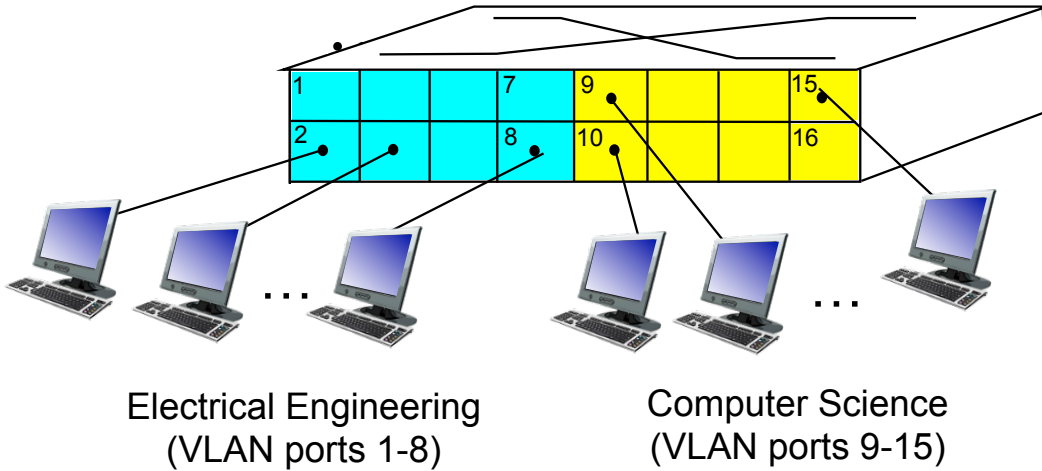 1 7 9 15
2 8 10 16
... ...
Electrical Engineering
(VLAN ports 1-8)
Computer Science
(VLAN ports 9-15)